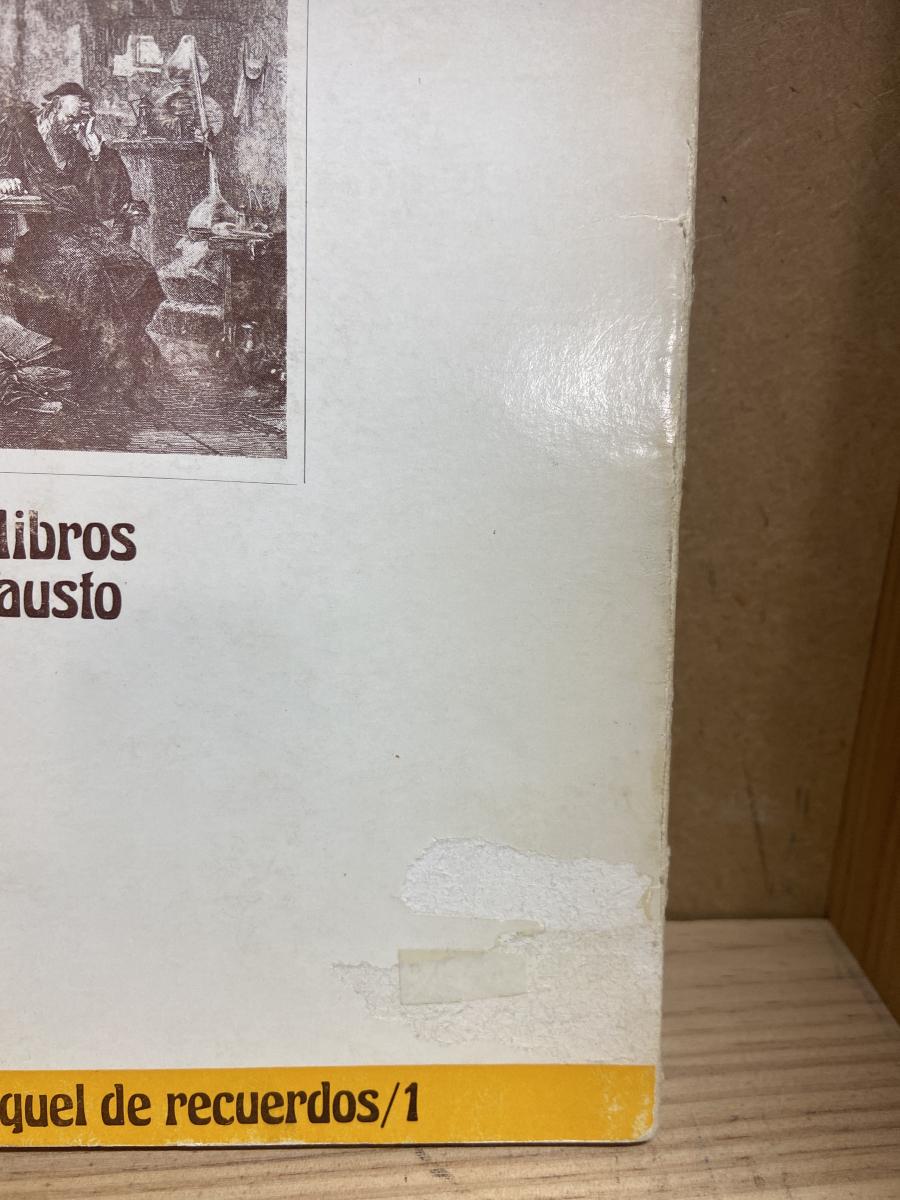 libros
austo
quel de recuerdos/1